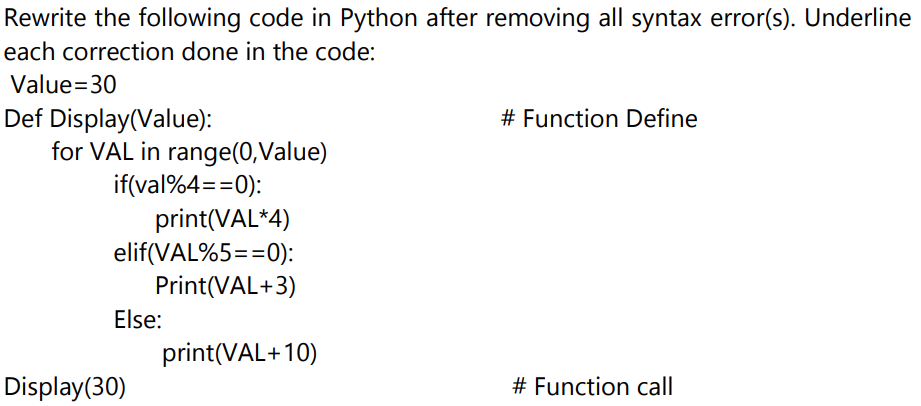 Rewrite the following code in Python after removing all syntax error(s). Underline
each correction done in the code:
Value=30
Def Display(Value): # Function Define
for VAL in range(0,Value)
if(val%4==0):
print(VAL*4)
elif(VAL%5==0):
Print(VAL+3)
Else:
print(VAL+10)
Display(30) # Function call